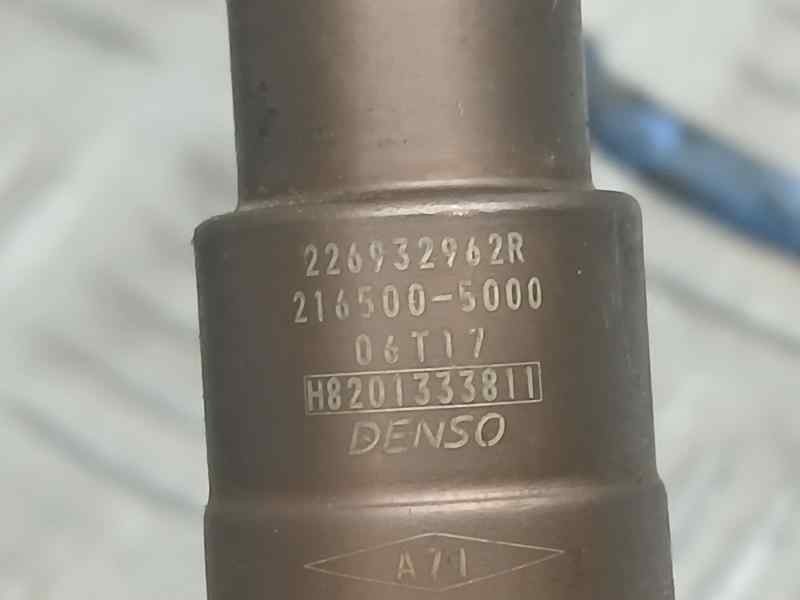 226932962R
216500-5000
06T17
H8201333811
DENSO
A71